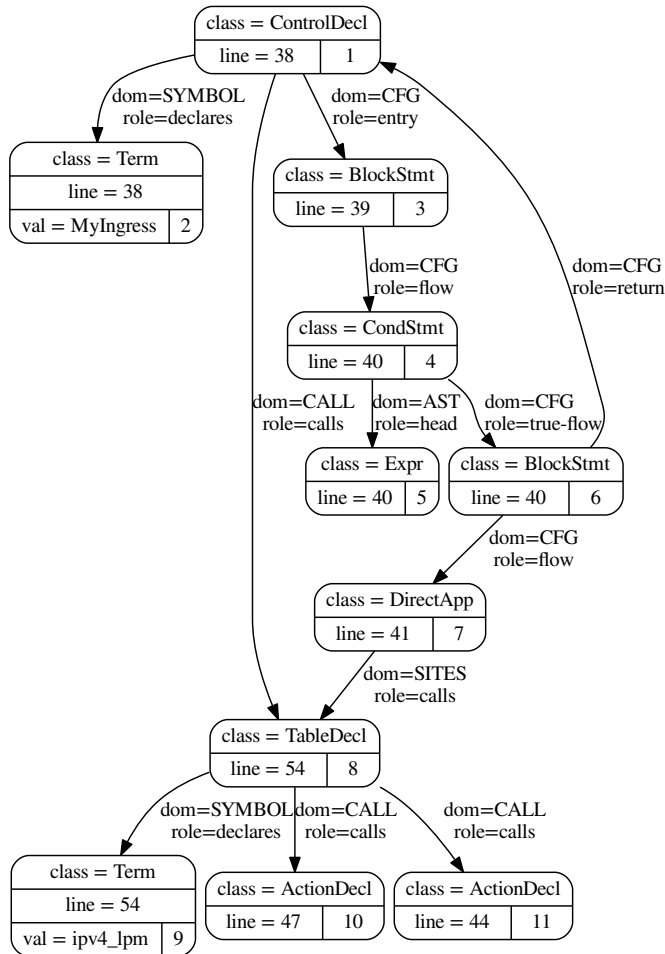 class = ControlDecl
line = 38 1
dom=SYMBOL
role=declares
dom=CFG
role=entry
class = Term
line = 38
val = MyIngress 2
class = BlockStmt
line = 39 3
dom=CFG
role=flow
dom=CFG
role=return
class = CondStmt
line = 40 4
dom=CALL
role=calls
dom=AST
role=head
dom=CFG
role=true-flow
class = Expr
line = 40 5
class = BlockStmt
line = 40 6
dom=CFG
role=flow
class = DirectApp
line = 41 7
dom=SITES
role=calls
class = TableDecl
line = 54 8
dom=SYMBOL
role=declares
dom=CALL
role=calls
dom=CALL
role=calls
class = Term
line = 54
val = ipv4_lpm 9
class = ActionDecl
line = 47 10
class = ActionDecl
line = 44 11